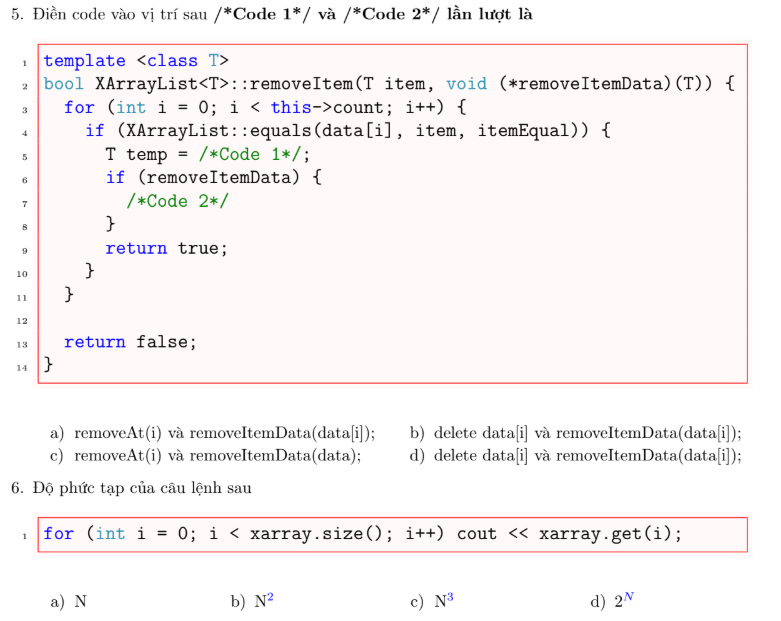 5. Điền code vào vị trí sau /*Code 1*/ và /*Code 2*/ lần lượt là
1 template <class T>
2 bool XArrayList<T>::removeItem(T item, void (*removeItemData)(T)) {
3 for (int i = 0; i < this->count; i++) {
4 if (XArrayList::equals(data[i], item, itemEqual)) {
5 T temp = /*Code 1*/;
6 if (removeItemData) {
7 /*Code 2*/
8 }
9 return true;
10 }
11 }
12
13 return false;
14 }
a) removeAt(i) và removeItemData(data[i]); b) delete data[i] và removeItemData(data[i]);
c) removeAt(i) và removeItemData(data); d) delete data[i] và removeItemData(data[i]);
6. Độ phức tạp của câu lệnh sau
1 for (int i = 0; i < xarray.size(); i++) cout << xarray.get(i);
a) N b) N² c) N³ d) 2ᴺ